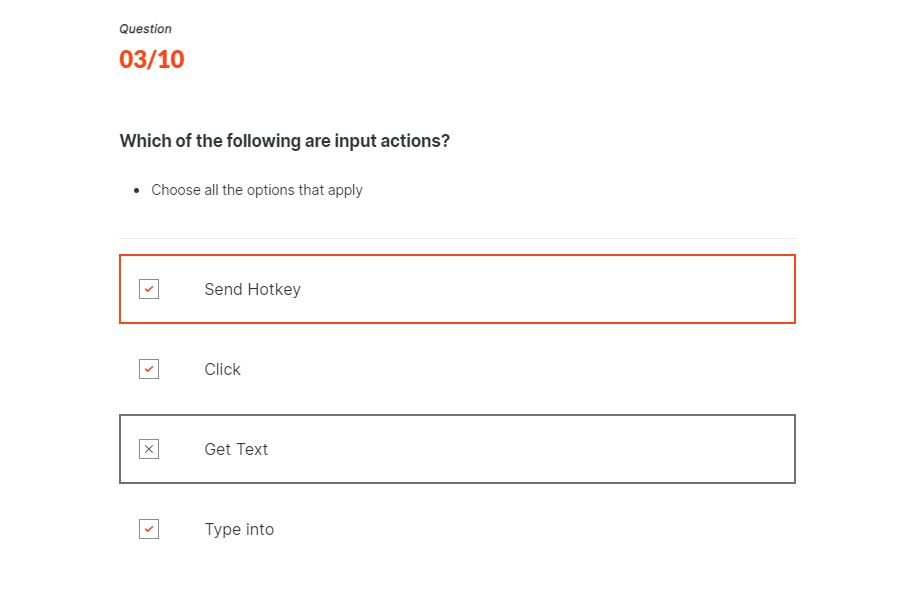 Question
03/10
Which of the following are input actions?
• Choose all the options that apply
Send Hotkey
Click
Get Text
Type into